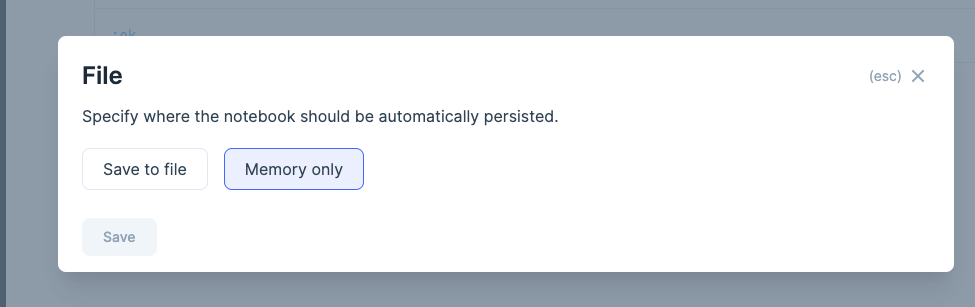 :ok
File
(esc)
Specify where the notebook should be automatically persisted.
Save to file
Memory only
Save